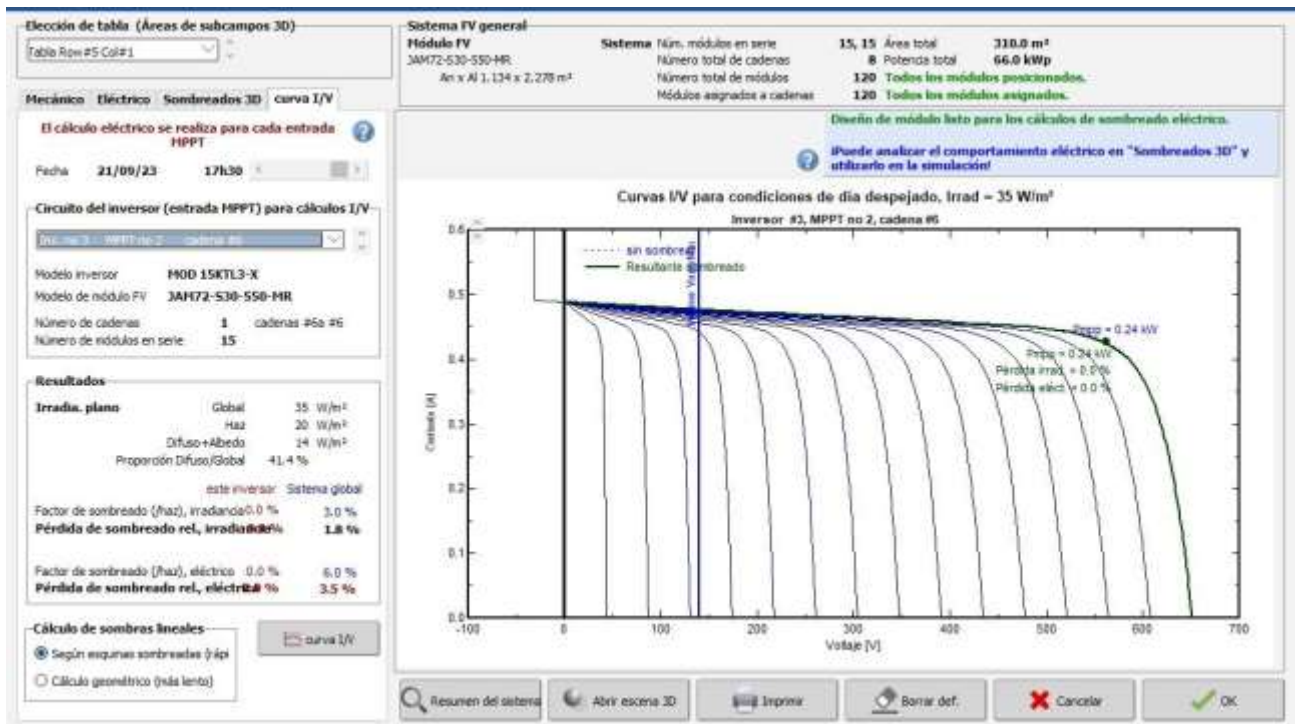 Elección de tabla (Áreas de subcampos 3D)
Tabla Row #5 Col#1
Sistema FV general
Módulo FV
JAM72-S30-550-MR
An x Al 1.134 x 2.278 m²
Sistema Núm. módulos en serie 15, 15 Área total 310.0 m²
Número total de cadenas 8 Potencia total 66.0 kWp
Número total de módulos 120 Todos los módulos posicionados.
Módulos asignados a cadenas 120 Todos los módulos asignados.
Mecánico Eléctrico Sombreados 3D curva I/V
El cálculo eléctrico se realiza para cada entrada
MPPT
Fecha 21/09/23 17h30
Circuito del inversor (entrada MPPT) para cálculos I/V
Inv. no 3 - MPPT no 2 cadena #6
Modelo inversor MOD 15KTL3-X
Modelo de módulo FV JAM72-S30-550-MR
Número de cadenas 1 cadenas #6a #6
Número de módulos en serie 15
Resultados
Irradia. plano Global 35 W/m²
Haz 20 W/m²
Difuso+Albedo 14 W/m²
Proporción Difuso/Global 41.4 %
este inversor Sistema global
Factor de sombreado (/haz), irradiancia 0.0 % 3.0 %
Pérdida de sombreado rel., irradiancia % 1.8 %
Factor de sombreado (/haz), eléctrico 0.0 % 6.0 %
Pérdida de sombreado rel., eléctrica 0.0 % 3.5 %
Cálculo de sombras lineales
Según esquinas sombreadas (rápi
Cálculo geométrico (más lento)
curva I/V
Diseño de módulo listo para los cálculos de sombreado eléctrico.
¡Puede analizar el comportamiento eléctrico en "Sombreados 3D" y
utilizarlo en la simulación!
Curvas I/V para condiciones de día despejado, Irrad = 35 W/m²
Inversor #3, MPPT no 2, cadena #6
sin sombreado
Resultante sombreado
Pmpp = 0.24 kW
Pmpp = 0.24 kW
Pérdida irrad. = 0.0 %
Pérdida eléct. = 0.0 %
Corriente [A]
0.6
0.5
0.4
0.3
0.2
0.1
0.0
-100 0 100 200 300 400 500 600 700
Voltaje [V]
Resumen del sistema Abrir escena 3D Imprimir Borrar def. Cancelar OK